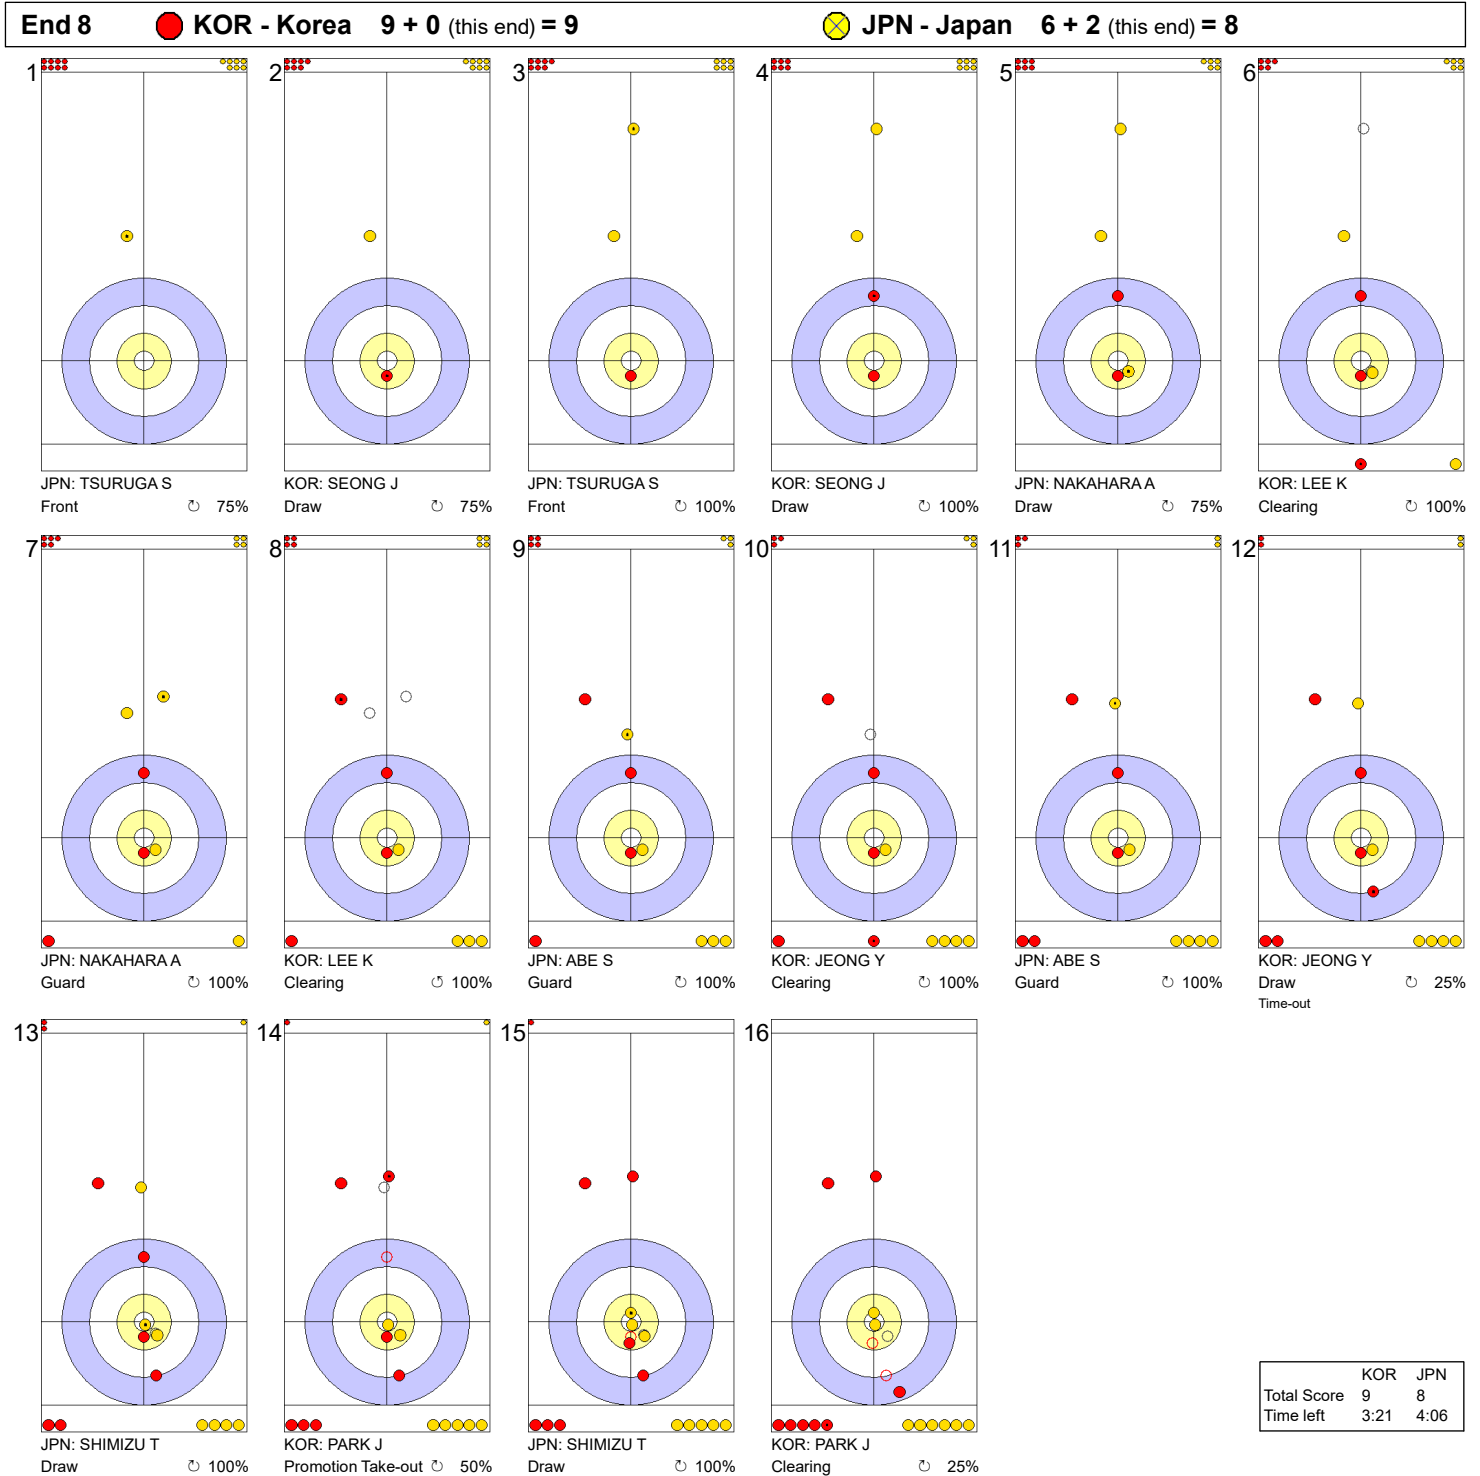 End 8 KOR - Korea 9 + 0 (this end) = 9 JPN - Japan 6 + 2 (this end) = 8
1 2 3 4 5 6
JPN: TSURUGA S KOR: SEONG J JPN: TSURUGA S KOR: SEONG J JPN: NAKAHARA A KOR: LEE K
Front ↻ 75% Draw ↻ 75% Front ↻ 100% Draw ↻ 100% Draw ↻ 75% Clearing ↻ 100%
7 8 9 10 11 12
JPN: NAKAHARA A KOR: LEE K JPN: ABE S KOR: JEONG Y JPN: ABE S KOR: JEONG Y
Guard ↻ 100% Clearing ↺ 100% Guard ↻ 100% Clearing ↻ 100% Guard ↻ 100% Draw ↻ 25%
Time-out
13 14 15 16
KOR JPN
Total Score 9 8
Time left 3:21 4:06
JPN: SHIMIZU T KOR: PARK J JPN: SHIMIZU T KOR: PARK J
Draw ↻ 100% Promotion Take-out ↻ 50% Draw ↻ 100% Clearing ↻ 25%